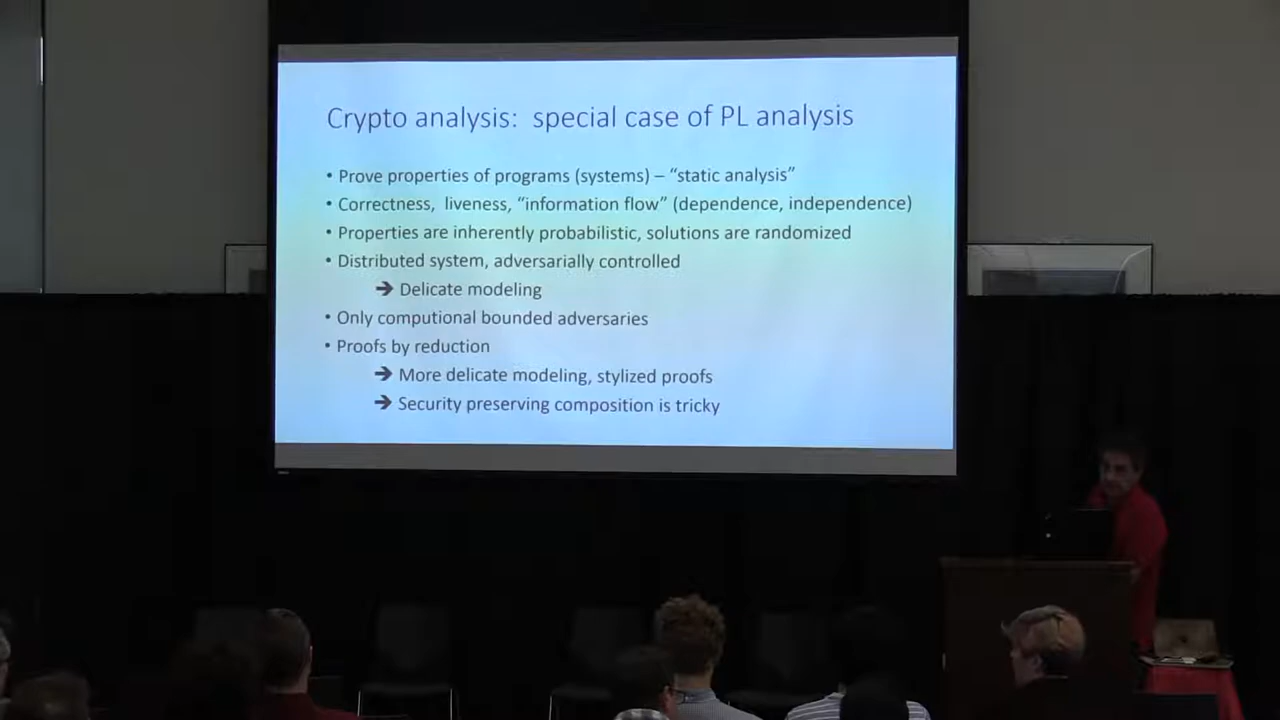 Crypto analysis: special case of PL analysis
• Prove properties of programs (systems) – “static analysis”
• Correctness, liveness, “information flow” (dependence, independence)
• Properties are inherently probabilistic, solutions are randomized
• Distributed system, adversarially controlled
➔ Delicate modeling
• Only computional bounded adversaries
• Proofs by reduction
➔ More delicate modeling, stylized proofs
➔ Security preserving composition is tricky